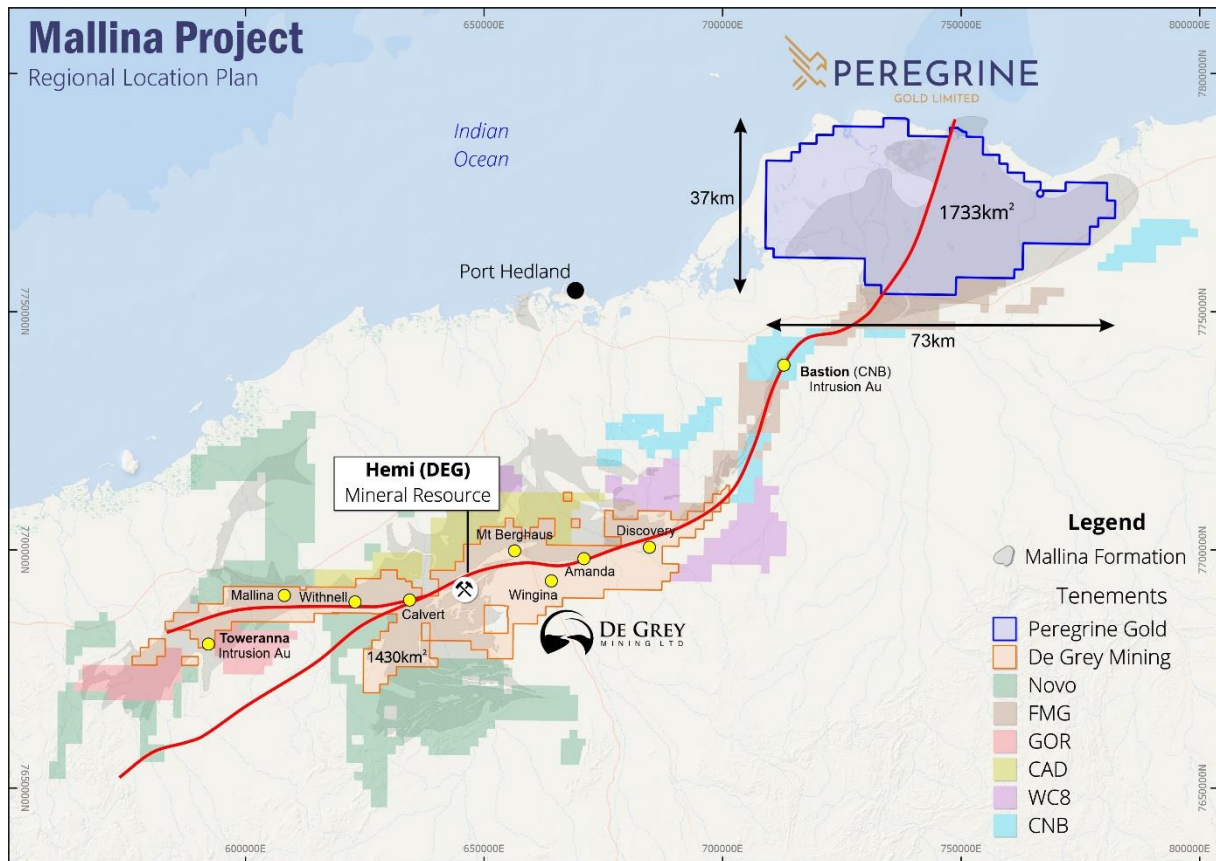 Mallina Project
Regional Location Plan
650000E
700000E
750000E
800000E
7800000N
7800000N
PEREGRINE
GOLD LIMITED
Indian
Ocean
37km
1733km²
Port Hedland
7750000N
7750000N
73km
Bastion (CNB)
Intrusion Au
Hemi (DEG)
Mineral Resource
Mt Berghaus
Discovery
7700000N
7700000N
Amanda
Mallina
Withnell
Calvert
Wingina
Toweranna
Intrusion Au
1430km²
DE GREY
MINING LTD
Legend
Mallina Formation
Tenements
Peregrine Gold
De Grey Mining
Novo
FMG
GOR
CAD
WC8
CNB
7650000N
7650000N
600000E
650000E
700000E
750000E
800000E